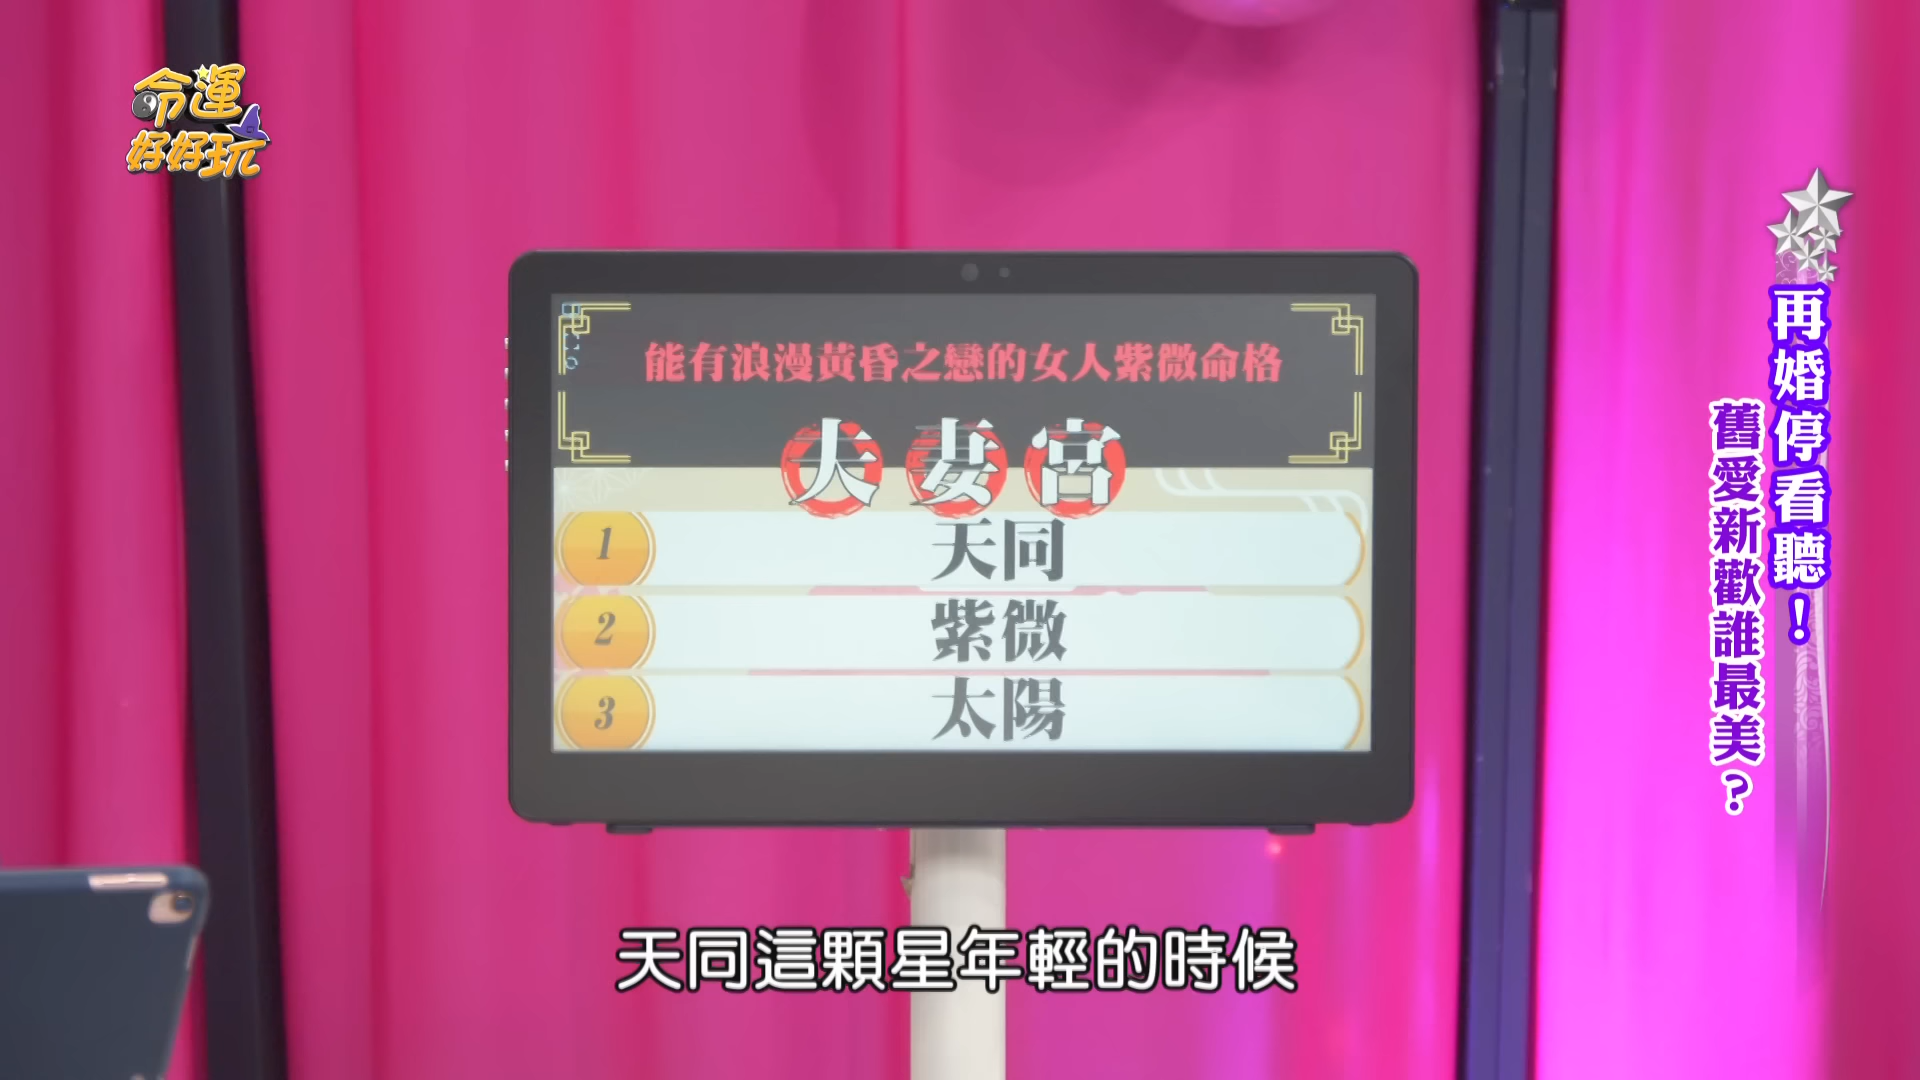 命運
好好玩
再婚停看聽！
舊愛新歡誰最美？
能有浪漫黃昏之戀的女人紫微命格
夫妻宮
1 天同
2 紫微
3 太陽
天同這顆星年輕的時候